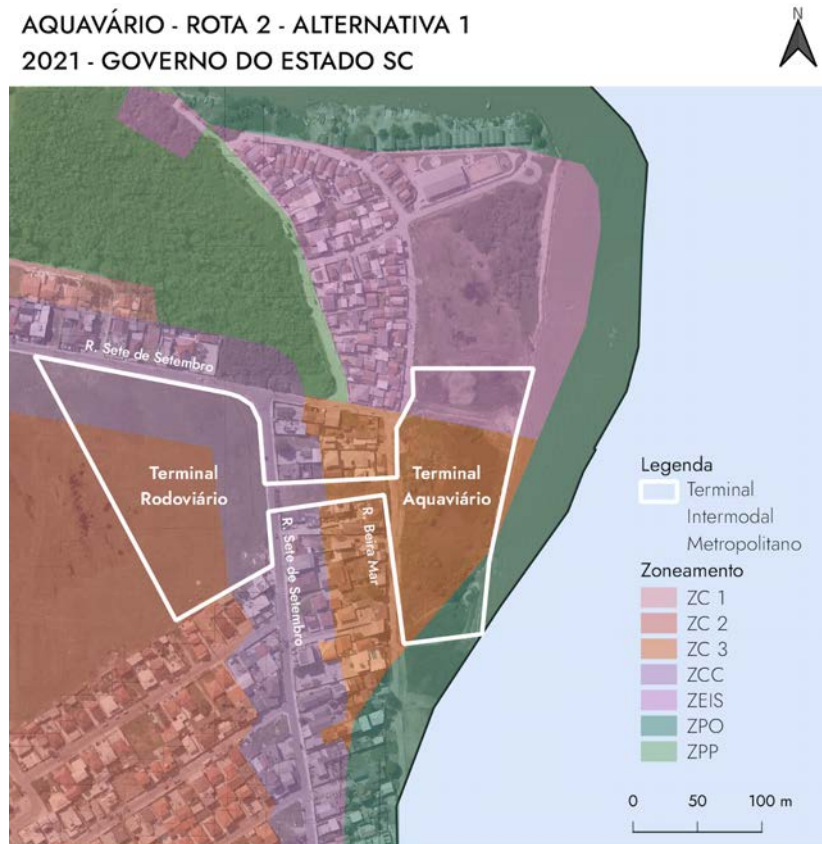 AQUAVÁRIO - ROTA 2 - ALTERNATIVA 1
2021 - GOVERNO DO ESTADO SC
N
R. Sete de Setembro
Terminal
Rodoviário
Terminal
Aquaviário
R. Sete de Setembro
R. Beira Mar
Legenda
Terminal
Intermodal
Metropolitano
Zoneamento
ZC 1
ZC 2
ZC 3
ZCC
ZEIS
ZPO
ZPP
0 50 100 m